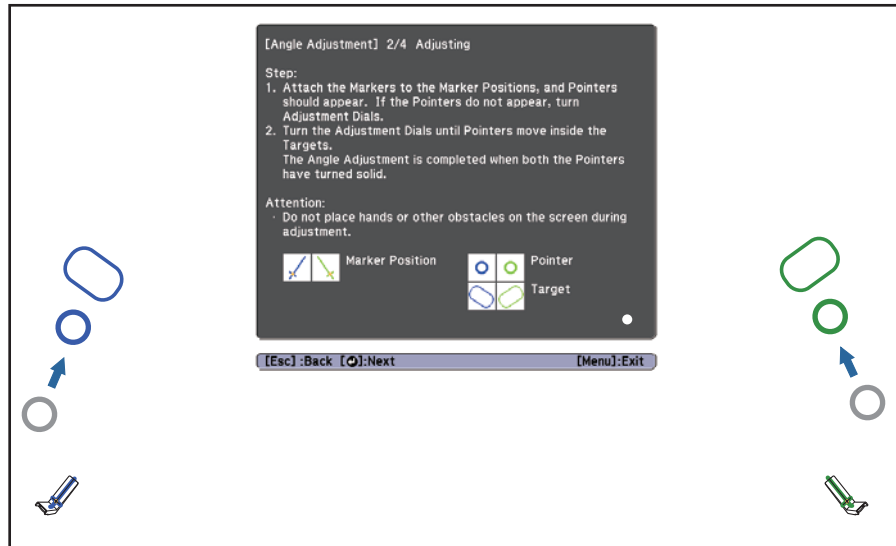 [Angle Adjustment] 2/4 Adjusting
Step:
1. Attach the Markers to the Marker Positions, and Pointers
should appear. If the Pointers do not appear, turn
Adjustment Dials.
2. Turn the Adjustment Dials until Pointers move inside the
Targets.
The Angle Adjustment is completed when both the Pointers
have turned solid.
Attention:
· Do not place hands or other obstacles on the screen during
adjustment.
Marker Position
Pointer
Target
[Esc] :Back [⏎]:Next [Menu]:Exit